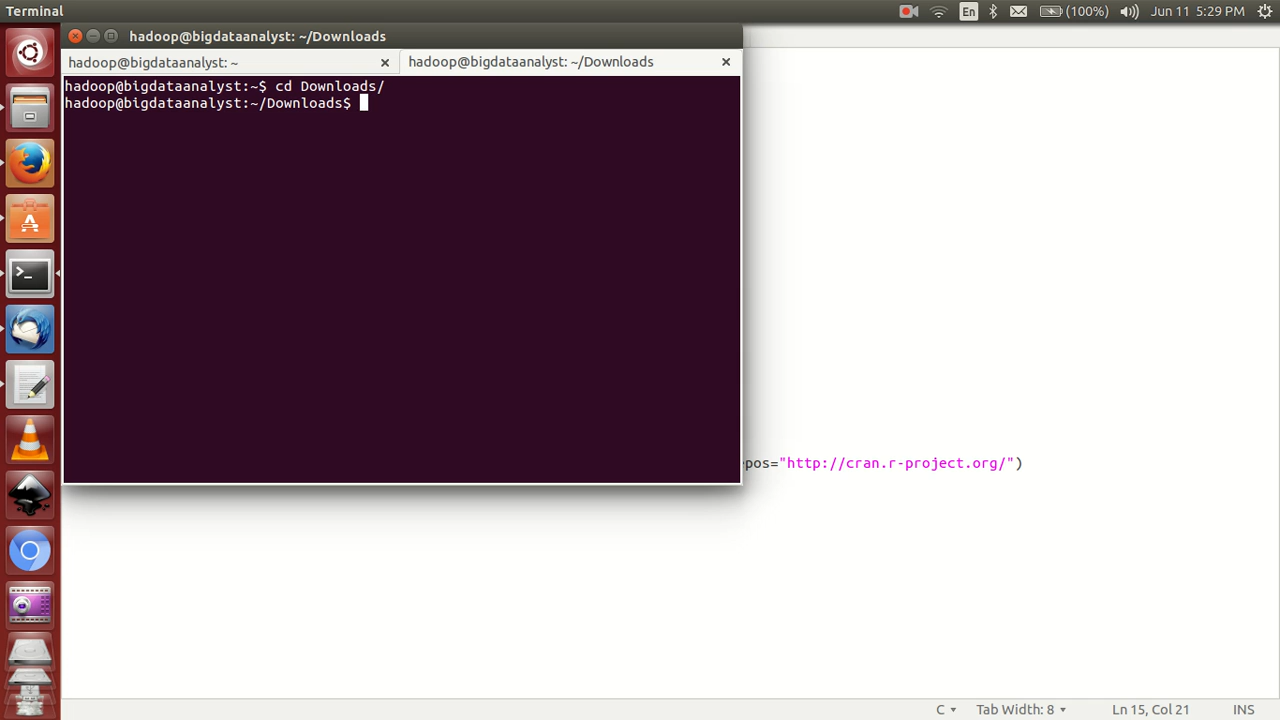 Terminal
En
(100%)
Jun 11 5:29 PM
hadoop@bigdataanalyst: ~/Downloads
hadoop@bigdataanalyst: ~
hadoop@bigdataanalyst: ~/Downloads
hadoop@bigdataanalyst:~$ cd Downloads/
hadoop@bigdataanalyst:~/Downloads$
epos="http://cran.r-project.org/")
C
Tab Width: 8
Ln 15, Col 21
INS